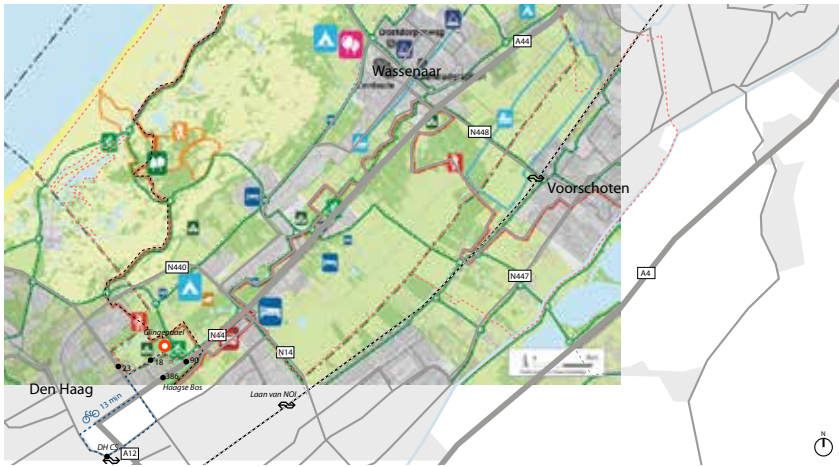 A44
Wassenaar
N448
Voorschoten
A4
N440
N447
Clingendael
N44
N14
23
18
90
386
Haagse Bos
Den Haag
13 min
Laan van NOI
DH CS
A12
N